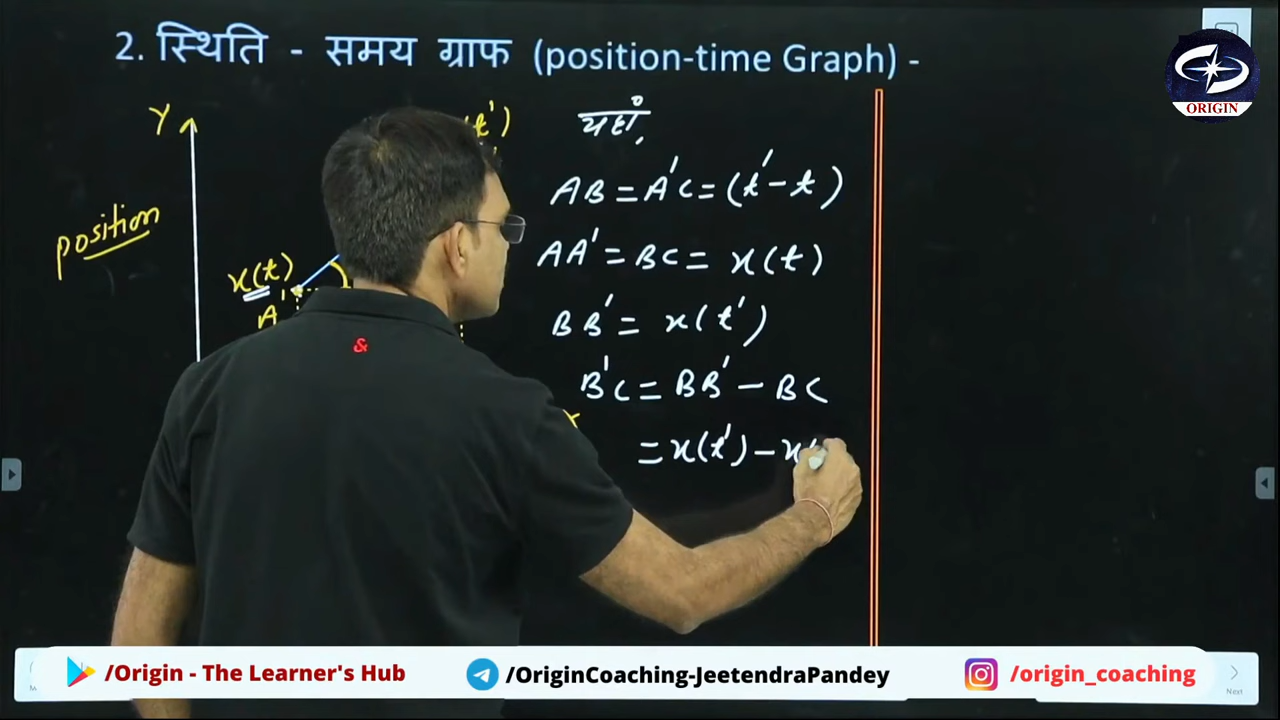 2. स्थिति - समय ग्राफ (position-time Graph) -
ORIGIN
Y
t')
position
x(t)
A'
&
x
यहाँ,
AB = A'C = (t' - t)
AA' = BC = x(t)
BB' = x(t')
B'C = BB' - BC
= x(t') - x
/Origin - The Learner's Hub
/OriginCoaching-JeetendraPandey
/origin_coaching
Next